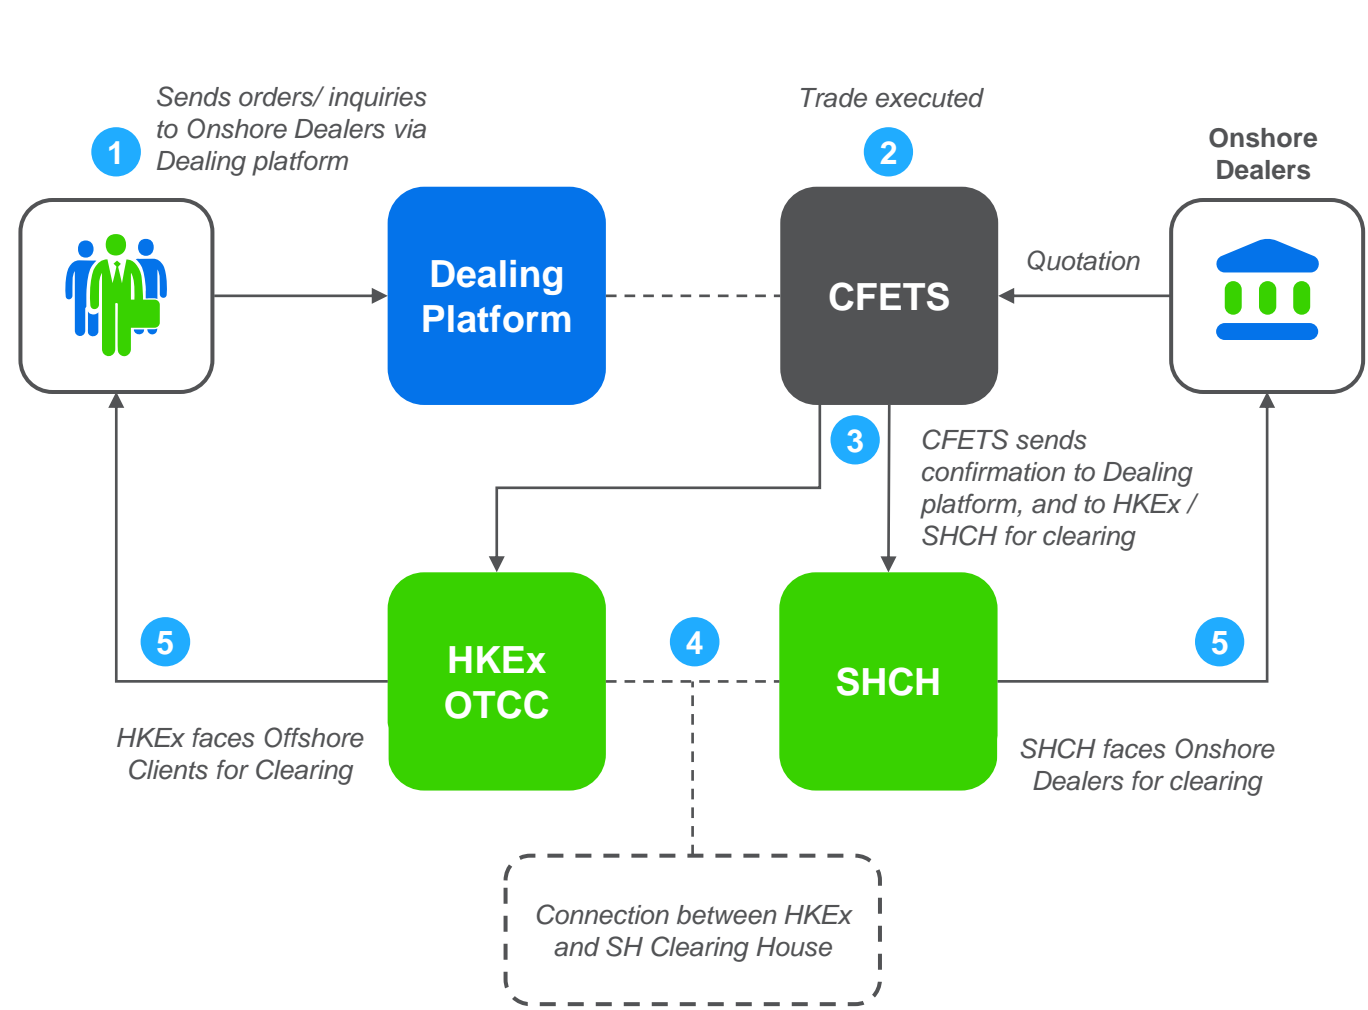 Sends orders/ inquiries
to Onshore Dealers via
Dealing platform
1
Trade executed
2
Onshore
Dealers
Dealing
Platform
CFETS
Quotation
3
CFETS sends
confirmation to Dealing
platform, and to HKEx /
SHCH for clearing
5
HKEx
OTCC
4
SHCH
5
HKEx faces Offshore
Clients for Clearing
SHCH faces Onshore
Dealers for clearing
Connection between HKEx
and SH Clearing House